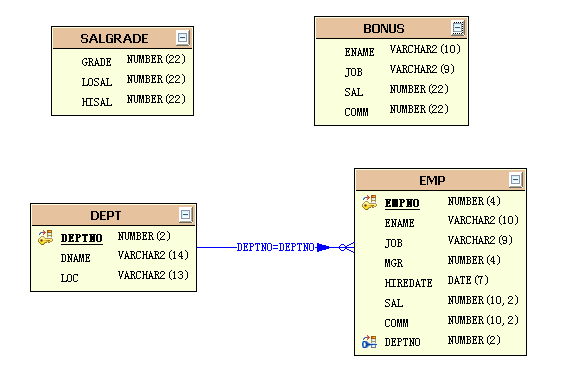 SALGRADE
GRADE NUMBER(22)
LOSAL NUMBER(22)
HISAL NUMBER(22)
BONUS
ENAME VARCHAR2(10)
JOB VARCHAR2(9)
SAL NUMBER(22)
COMM NUMBER(22)
DEPT
DEPTNO NUMBER(2)
DNAME VARCHAR2(14)
LOC VARCHAR2(13)
DEPTNO=DEPTNO
EMP
EMPNO NUMBER(4)
ENAME VARCHAR2(10)
JOB VARCHAR2(9)
MGR NUMBER(4)
HIREDATE DATE(7)
SAL NUMBER(10,2)
COMM NUMBER(10,2)
DEPTNO NUMBER(2)